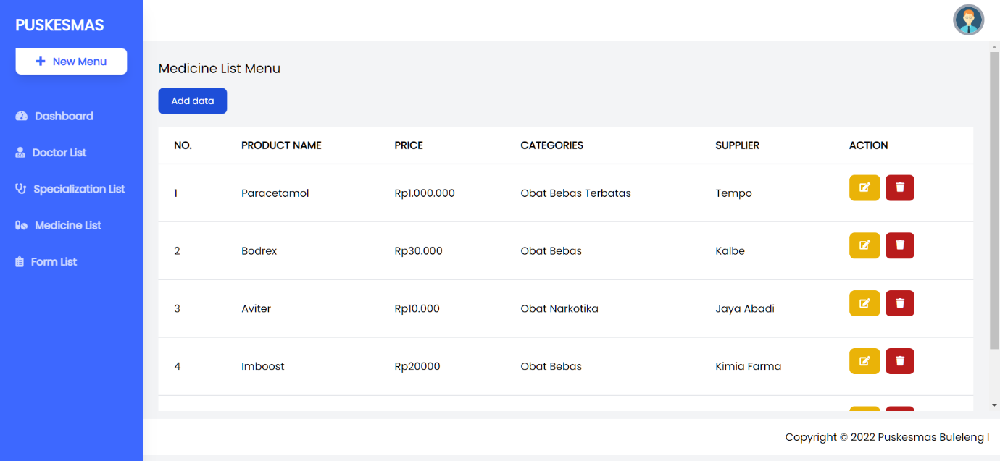 PUSKESMAS
New Menu
Dashboard
Doctor List
Specialization List
Medicine List
Form List
Medicine List Menu
Add data
NO. PRODUCT NAME PRICE CATEGORIES SUPPLIER ACTION
1 Paracetamol Rp1.000.000 Obat Bebas Terbatas Tempo
2 Bodrex Rp30.000 Obat Bebas Kalbe
3 Aviter Rp10.000 Obat Narkotika Jaya Abadi
4 Imboost Rp20000 Obat Bebas Kimia Farma
Copyright © 2022 Puskesmas Buleleng I